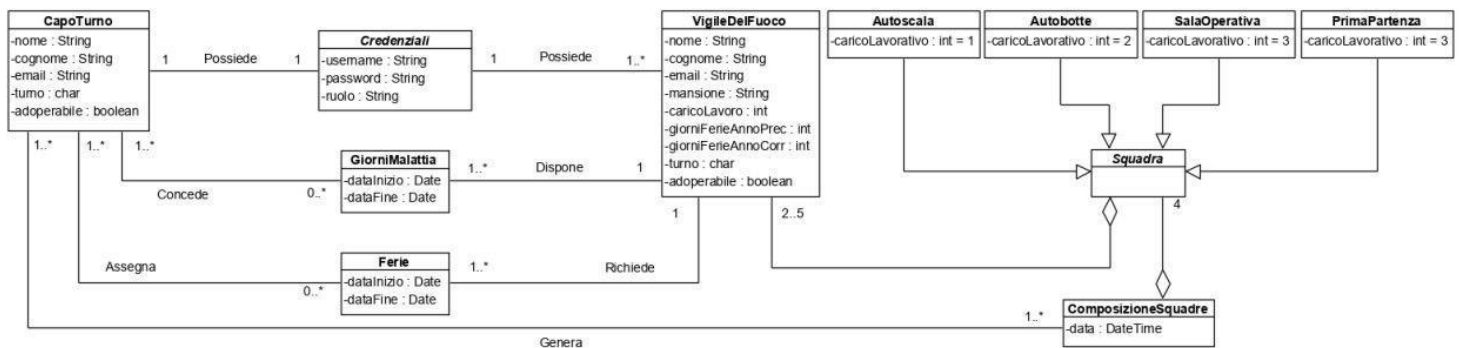 CapoTurno
-nome : String
-cognome : String
-email : String
-turno : char
-adoperabile : boolean
1
Possiede
1
Credenziali
-username : String
-password : String
-ruolo : String
1
Possiede
1..*
VigileDelFuoco
-nome : String
-cognome : String
-email : String
-mansione : String
-caricoLavoro : int
-giorniFerieAnnoPrec : int
-giorniFerieAnnoCorr : int
-turno : char
-adoperabile : boolean
Autoscala
-caricoLavorativo : int = 1
Autobotte
-caricoLavorativo : int = 2
SalaOperativa
-caricoLavorativo : int = 3
PrimaPartenza
-caricoLavorativo : int = 3
1..*
1..*
1..*
Concede
0..*
GiorniMalattia
-dataInizio : Date
-dataFine : Date
1..*
Dispone
1
Squadra
4
1
2..5
Assegna
0..*
Ferie
-dataInizio : Date
-dataFine : Date
1..*
Richiede
ComposizioneSquadre
-data : DateTime
1..*
Genera